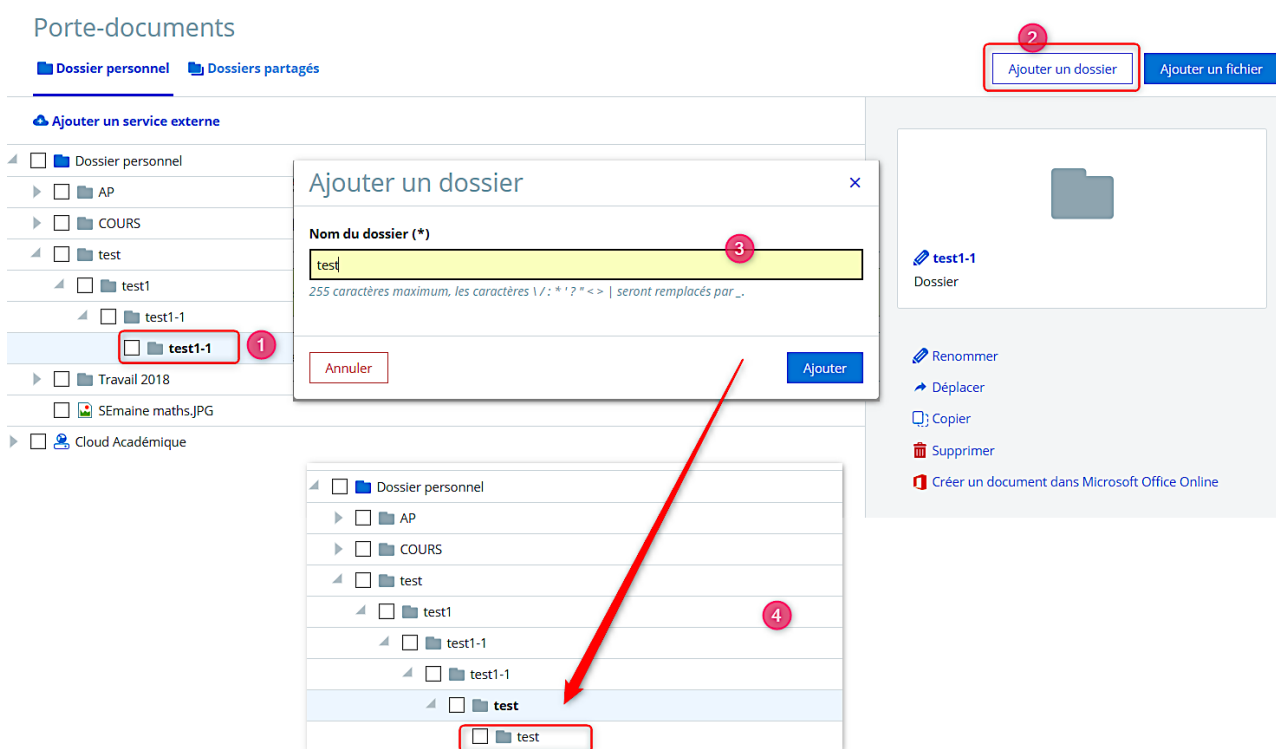 Porte-documents
2
Dossier personnel Dossiers partagés
Ajouter un dossier Ajouter un fichier
Ajouter un service externe
Dossier personnel
AP
COURS
test
test1
test1-1
test1-1 1
Travail 2018
SEmaine maths.JPG
Cloud Académique
Ajouter un dossier ×
Nom du dossier (*)
3
test
255 caractères maximum, les caractères \ / : * ' ? " < > | seront remplacés par _.
Annuler Ajouter
test1-1
Dossier
Renommer
Déplacer
Copier
Supprimer
Créer un document dans Microsoft Office Online
Dossier personnel
AP
COURS
test
test1
4
test1-1
test1-1
test
test